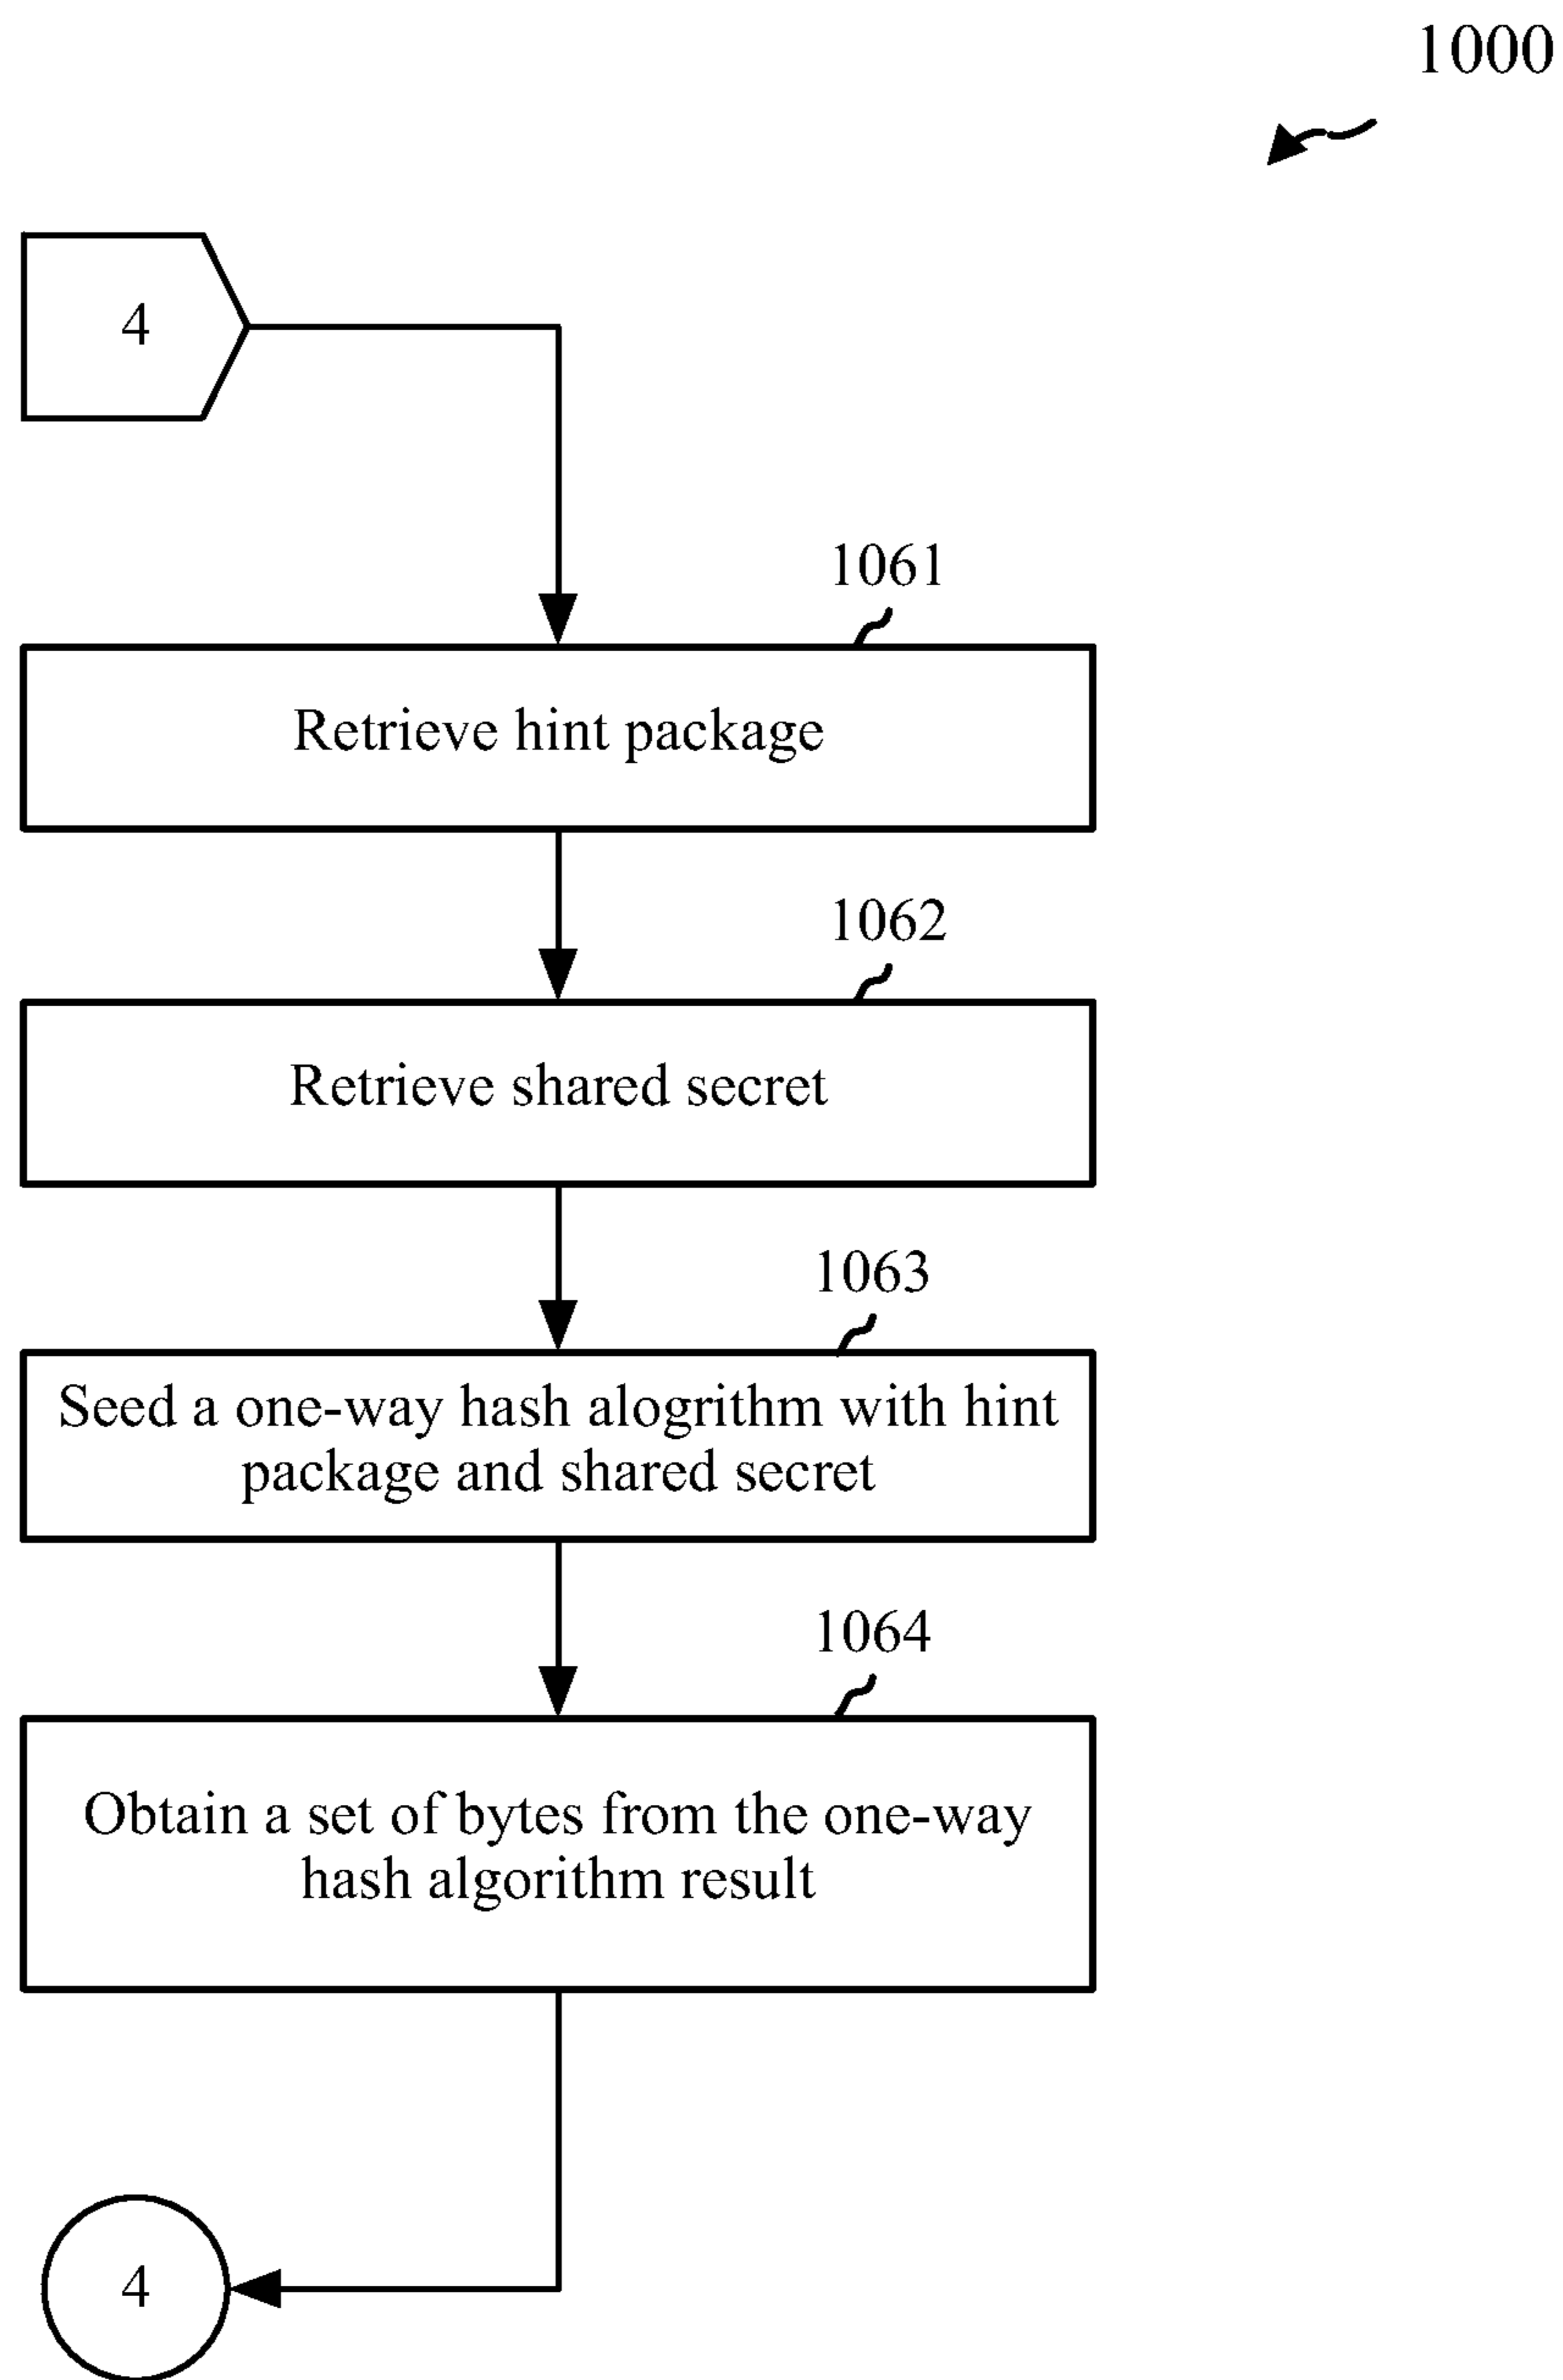 1000
4
1061
Retrieve hint package
1062
Retrieve shared secret
1063
Seed a one-way hash alogrithm with hint
package and shared secret
1064
Obtain a set of bytes from the one-way
hash algorithm result
4